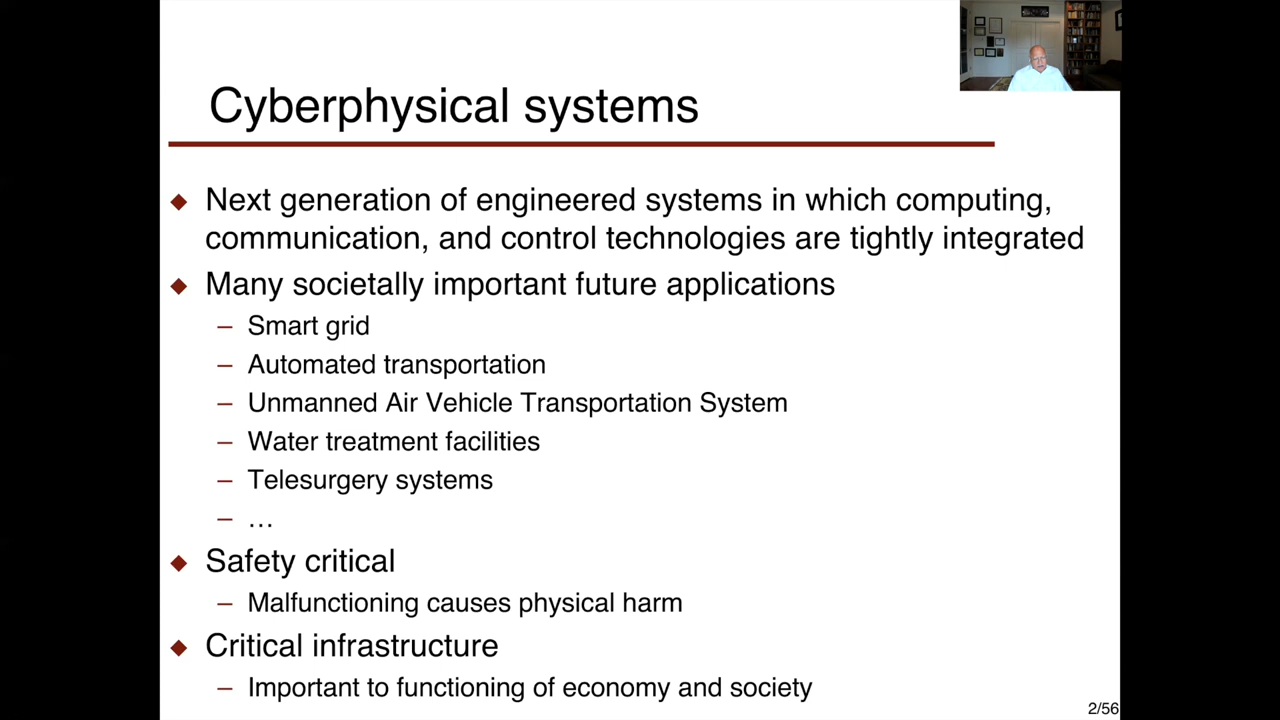 Cyberphysical systems
◆ Next generation of engineered systems in which computing,
communication, and control technologies are tightly integrated
◆ Many societally important future applications
– Smart grid
– Automated transportation
– Unmanned Air Vehicle Transportation System
– Water treatment facilities
– Telesurgery systems
– …
◆ Safety critical
– Malfunctioning causes physical harm
◆ Critical infrastructure
– Important to functioning of economy and society
2/56